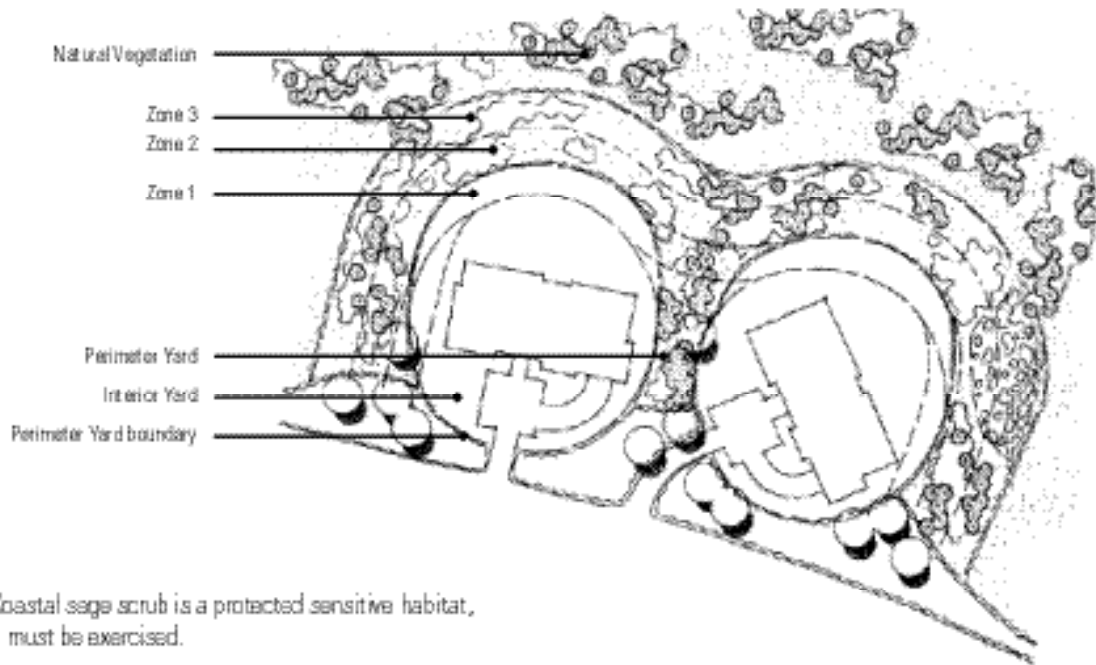 Natural Vegetation
Zone 3
Zone 2
Zone 1
Perimeter Yard
Interior Yard
Perimeter Yard boundary
Coastal sage scrub is a protected sensitive habitat,
must be exercised.